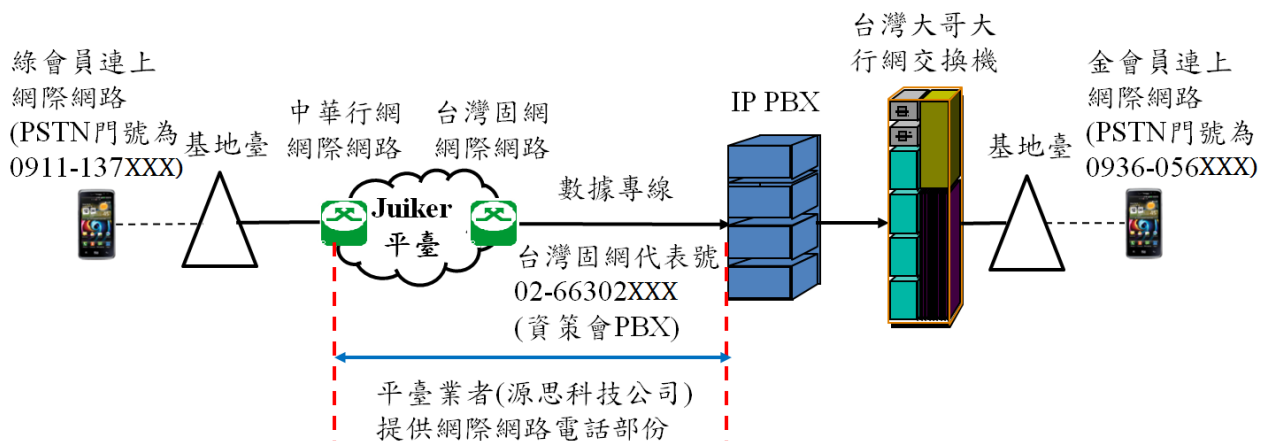 綠會員連上
網際網路
(PSTN門號為
0911-137XXX)
基地臺
中華行網
網際網路
台灣固網
網際網路
Juiker
平臺
數據專線
台灣固網代表號
02-66302XXX
(資策會PBX)
IP PBX
台灣大哥大
行網交換機
基地臺
金會員連上
網際網路
(PSTN門號為
0936-056XXX)
平臺業者(源思科技公司)
提供網際網路電話部份